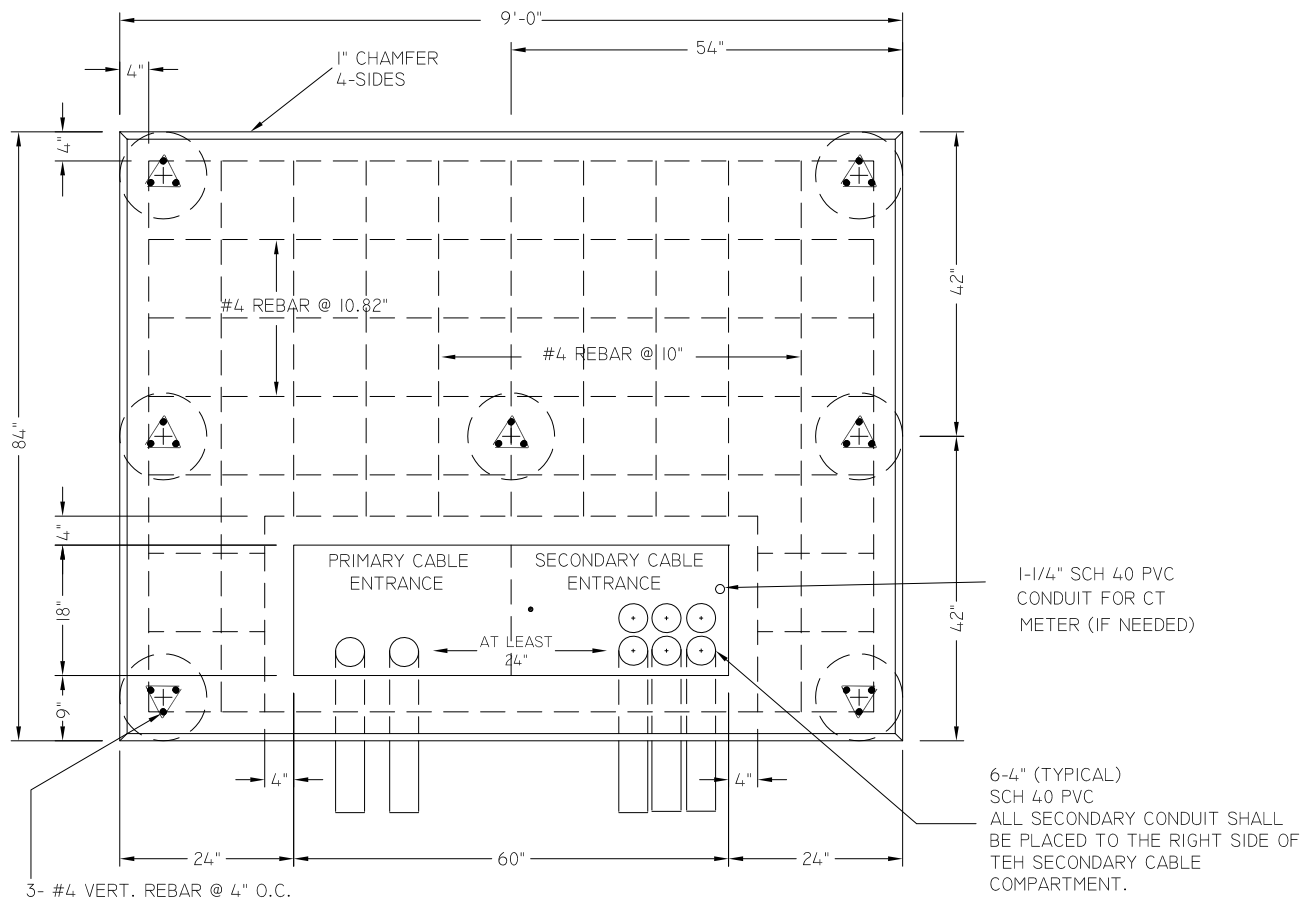 9'-0"
54"
1" CHAMFER
4-SIDES
4"
4"
42"
#4 REBAR @ 10.82"
#4 REBAR @ 10"
84"
4"
PRIMARY CABLE
ENTRANCE
SECONDARY CABLE
ENTRANCE
1-1/4" SCH 40 PVC
CONDUIT FOR CT
METER (IF NEEDED)
18"
42"
AT LEAST
24"
9"
4"
4"
6-4" (TYPICAL)
SCH 40 PVC
ALL SECONDARY CONDUIT SHALL
BE PLACED TO THE RIGHT SIDE OF
TEH SECONDARY CABLE
COMPARTMENT.
24"
60"
24"
3- #4 VERT. REBAR @ 4" O.C.